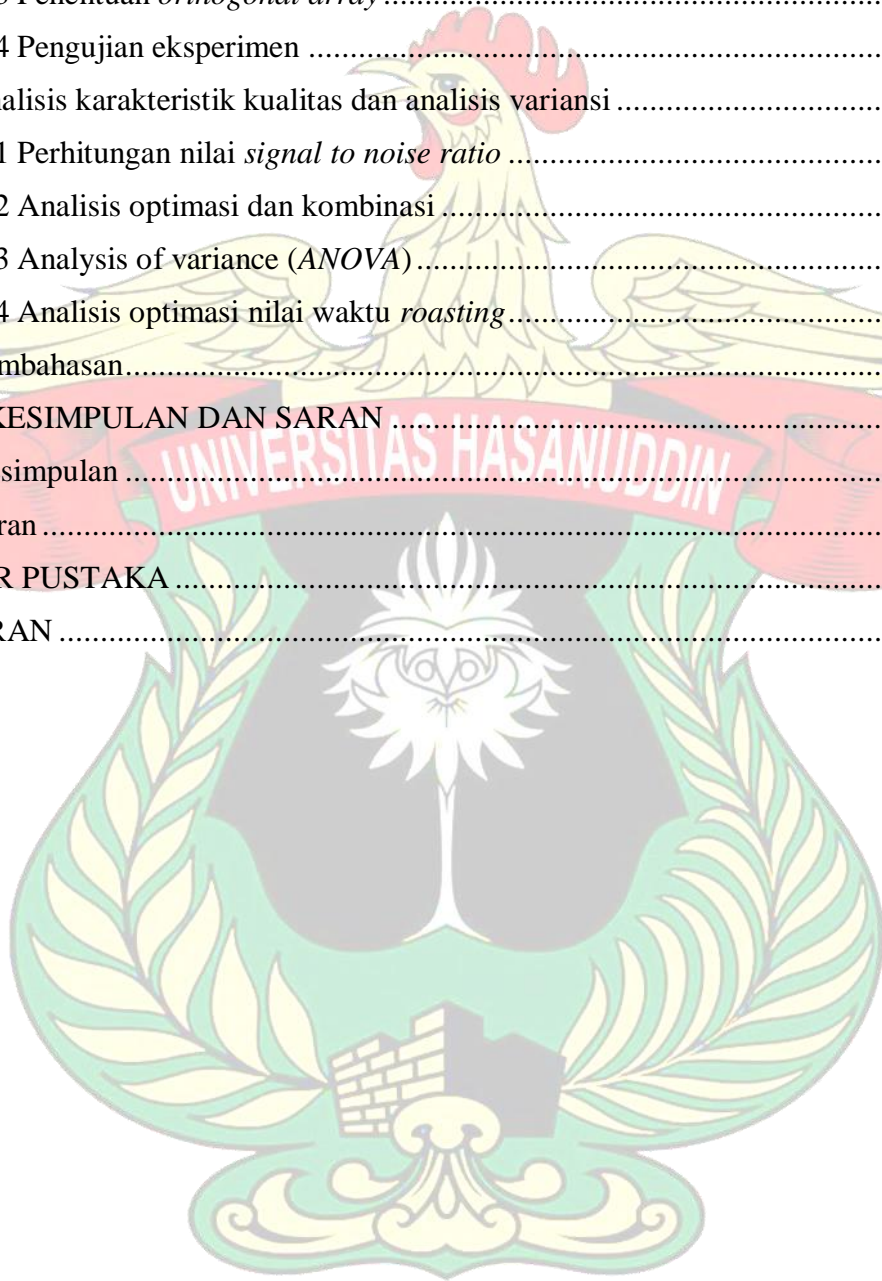 3 Penentuan orthogonal array
4 Pengujian eksperimen
nalisis karakteristik kualitas dan analisis variansi
1 Perhitungan nilai signal to noise ratio
2 Analisis optimasi dan kombinasi
3 Analysis of variance (ANOVA)
4 Analisis optimasi nilai waktu roasting
mbahasan
KESIMPULAN DAN SARAN
simpulan
UNIVERSITAS HASANUDDIN
ran
R PUSTAKA
RAN